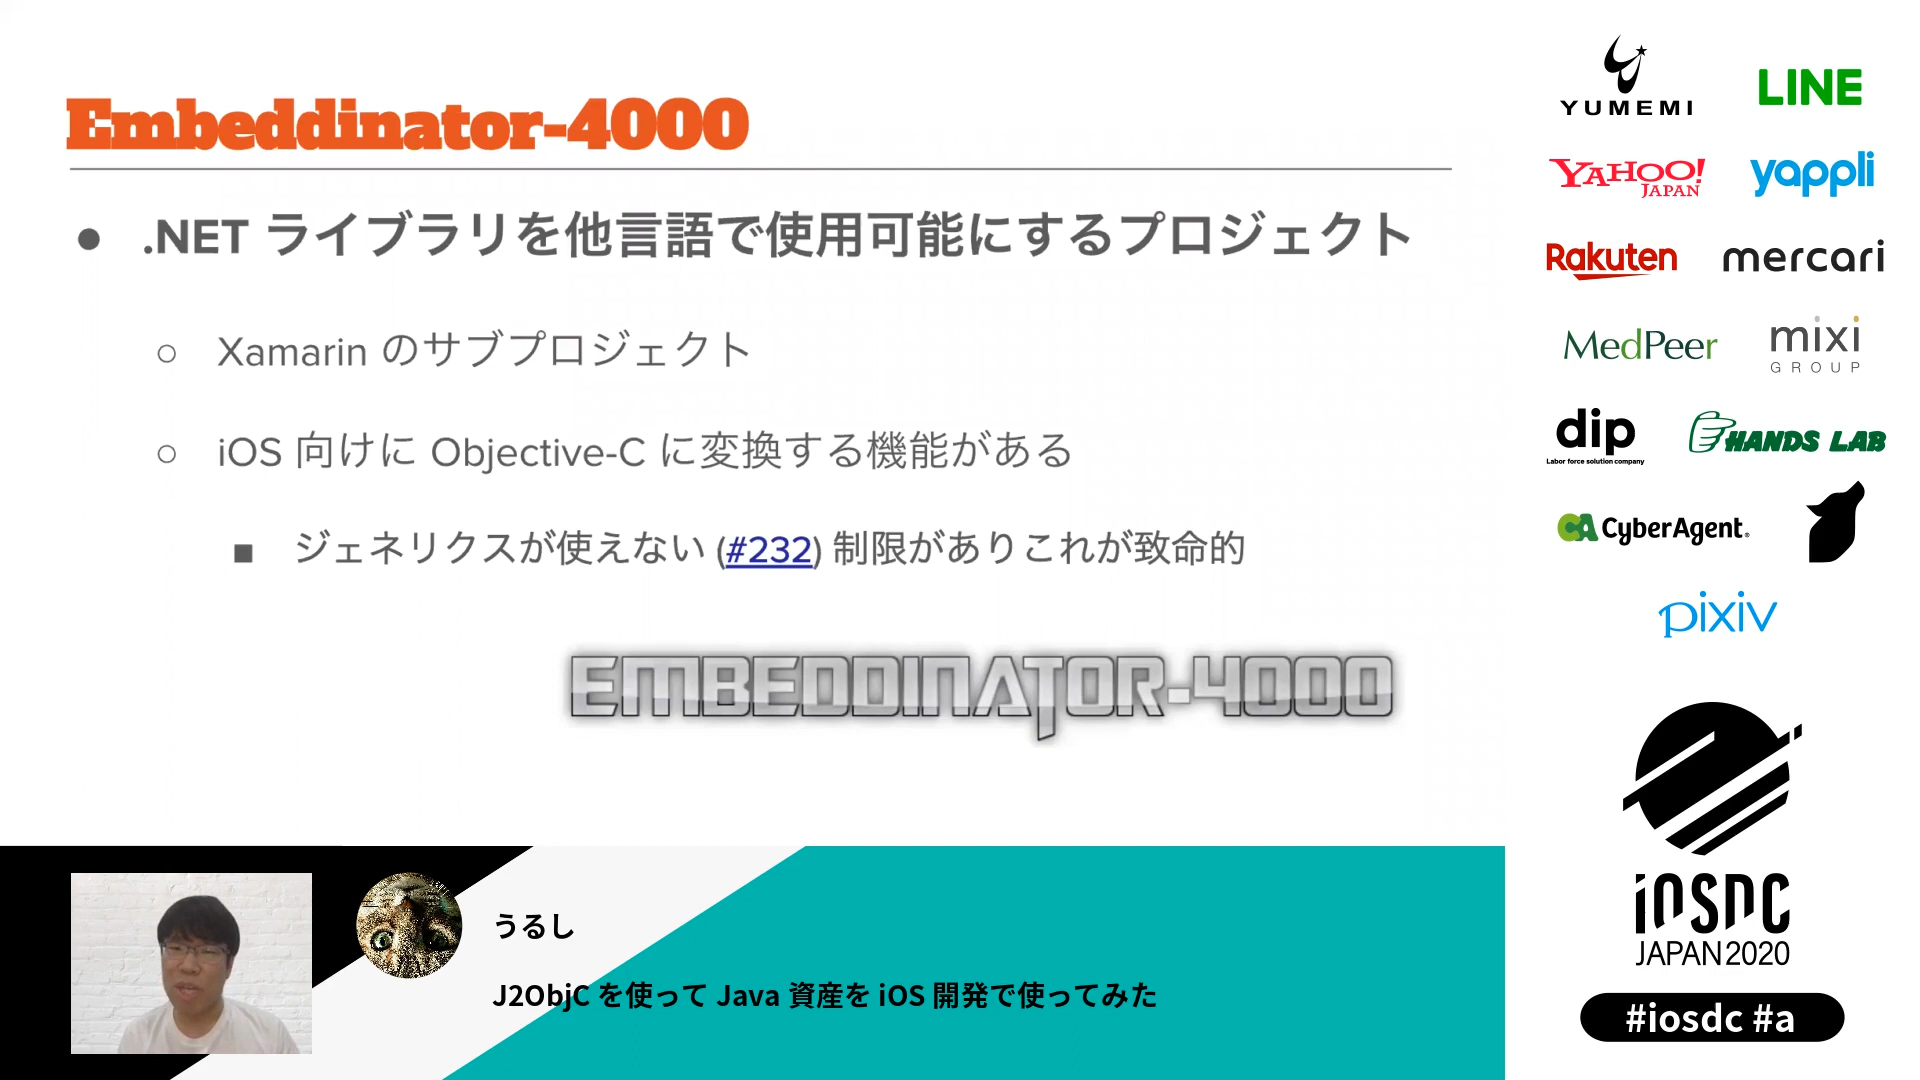 Embeddinator-4000
● .NET ライブラリを他言語で使用可能にするプロジェクト
○ Xamarin のサブプロジェクト
○ iOS 向けに Objective-C に変換する機能がある
■ ジェネリクスが使えない (#232) 制限がありこれが致命的
EMBEDDINATOR-4000
うるし
J2ObjC を使って Java 資産を iOS 開発で使ってみた
YUMEMI
LINE
YAHOO!
JAPAN
yappli
Rakuten
mercari
MedPeer
mixi
GROUP
dip
Labor force solution company
HANDS LAB
CA CyberAgent.
pixiv
iOSDC
JAPAN 2020
#iosdc #a